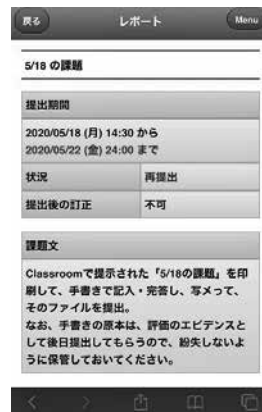 戻る レポート Menu
5/18 の課題
提出期間
2020/05/18 (月) 14:30 から
2020/05/22 (金) 24:00 まで
状況 再提出
提出後の訂正 不可
課題文
Classroomで提示された「5/18の課題」を印
刷して、手書きで記入・完答し、写メって、
そのファイルを提出。
なお、手書きの原本は、評価のエビデンスと
して後日提出してもらうので、紛失しないよ
うに保管しておいてください。